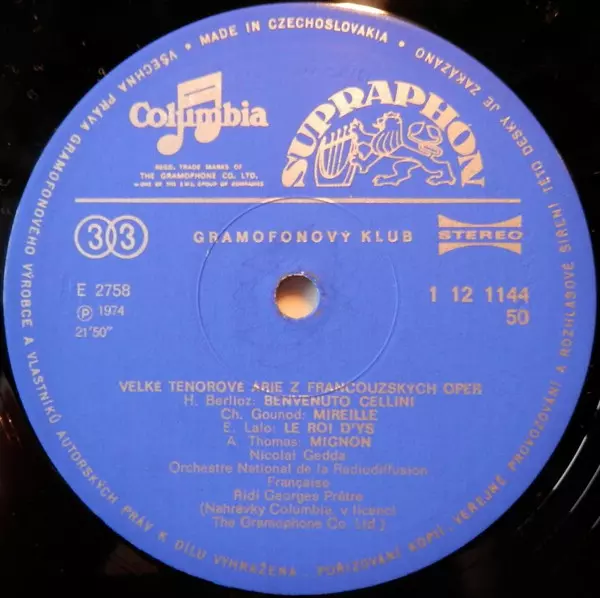 VŠECHNA PRÁVA GRAMOFONOVÉHO VÝROBCE A VLASTNÍKŮ AUTORSKÝCH PRÁV K DÍLU VYHRAŽENA • POŘIZOVÁNÍ KOPIÍ, VEŘEJNÉ PROVOZOVÁNÍ A ROZHLASOVÉ ŠÍŘENÍ TÉTO DESKY JE ZAKÁZÁNO
• MADE IN CZECHOSLOVAKIA •
Columbia
REGD. TRADE MARKS OF
THE GRAMOPHONE CO. LTD.
SUPRAPHON
33
GRAMOFONOVÝ KLUB
STEREO
E 2758
Ⓟ 1974
21'50"
1 12 1144
50
VELKÉ TENOROVÉ ÁRIE Z FRANCOUZSKÝCH OPER
H. Berlioz: BENVENUTO CELLINI
Ch. Gounod: MIREILLE
E. Lalo: LE ROI D'YS
A. Thomas: MIGNON
Nicolai Gedda
Orchestre National de la Radiodifusion
Française
Řídí Georges Prêtre
(Nahrávky Columbie v licenci
The Gramophone Co. Ltd.)